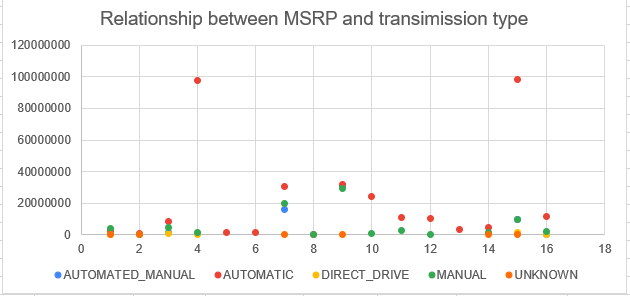 Relationship between MSRP and transimission type
120000000
100000000
80000000
60000000
40000000
20000000
0
0 2 4 6 8 10 12 14 16 18
AUTOMATED_MANUAL AUTOMATIC DIRECT_DRIVE MANUAL UNKNOWN